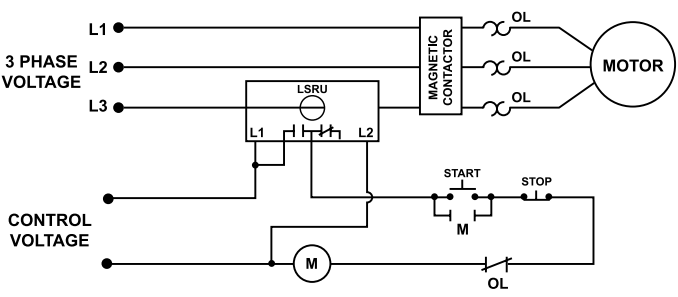 OL
L1
3 PHASE
VOLTAGE
L2
MAGNETIC
CONTACTOR
OL
MOTOR
L3
LSRU
OL
L1
L2
START
STOP
CONTROL
VOLTAGE
M
M
OL